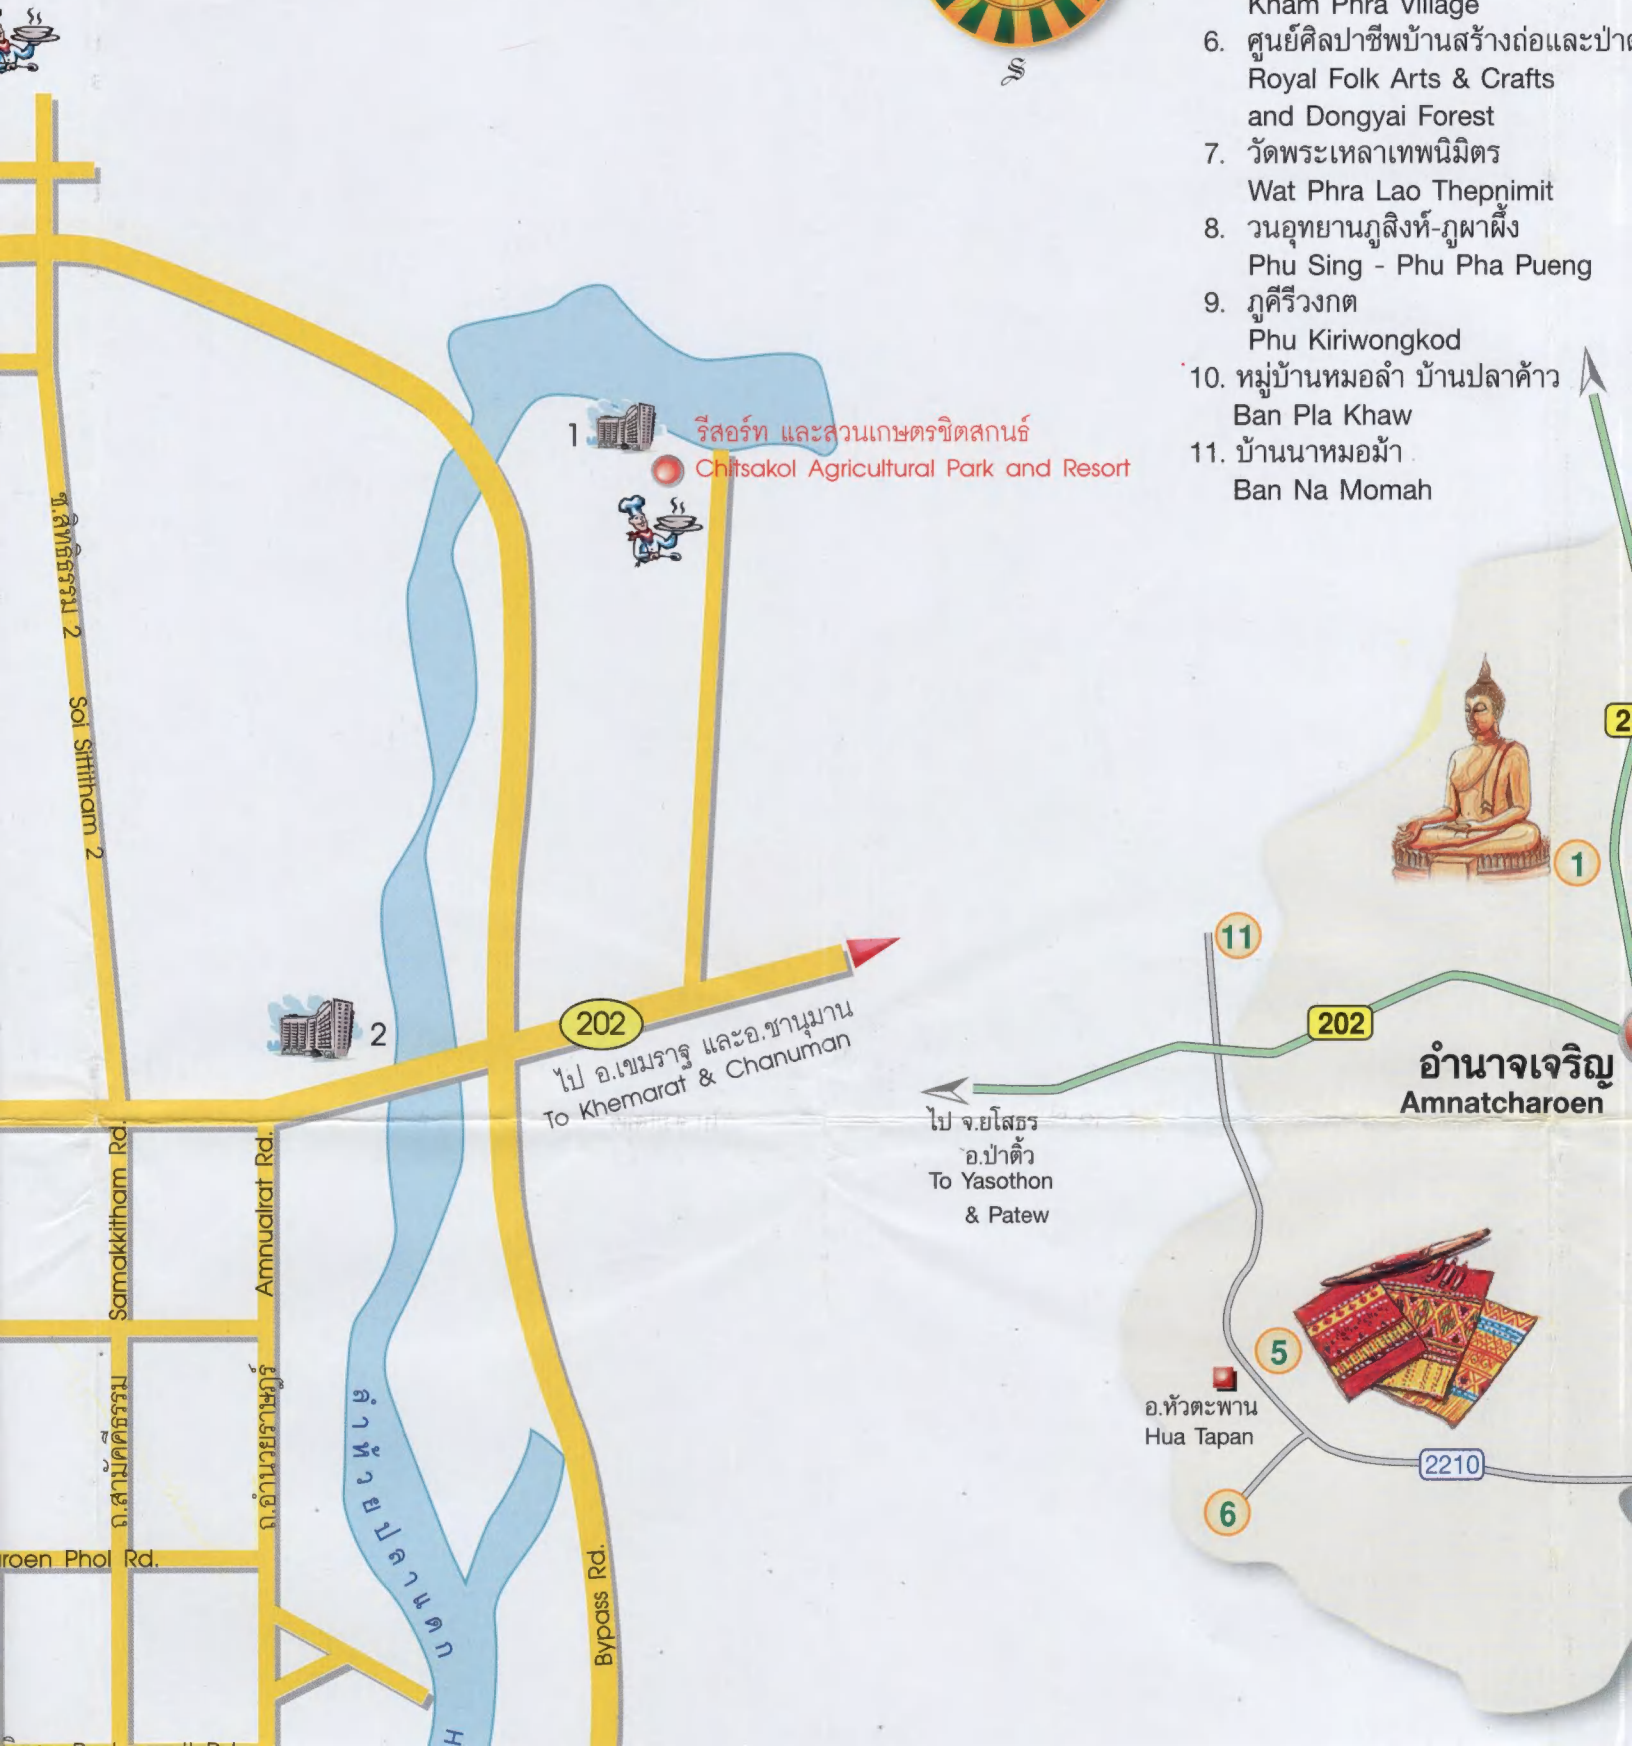 S
Kham Phra Village
6. ศูนย์ศิลปาชีพบ้านสร้างถ่อและป่า
Royal Folk Arts & Crafts
and Dongyai Forest
7. วัดพระเหลาเทพนิมิตร
Wat Phra Lao Thepnimit
8. วนอุทยานภูสิงห์-ภูผาผึ้ง
Phu Sing - Phu Pha Pueng
9. ภูคีรีวงกต
Phu Kiriwongkod
10. หมู่บ้านหมอลำ บ้านปลาค้าว
Ban Pla Khaw
11. บ้านนาหมอม้า
Ban Na Momah
1
รีสอร์ท และสวนเกษตรชิตสกนธ์
Chitsakol Agricultural Park and Resort
ซ.สิทธิธรรม 2 Soi Sittitham 2
2
202
ไป อ.เขมราฐ และอ.ชานุมาน
To Khemarat & Chanuman
ถ.สามัคคีธรรม Samakkitham Rd.
ถ.อำนวยราษฎร์ Amnualrat Rd.
ลำห้วยปลาแดก
H
Bypass Rd.
roen Phol Rd.
2
1
11
202
อำนาจเจริญ
Amnatcharoen
ไป จ.ยโสธร
อ.ป่าติ้ว
To Yasothon
& Patew
5
อ.หัวตะพาน
Hua Tapan
2210
6